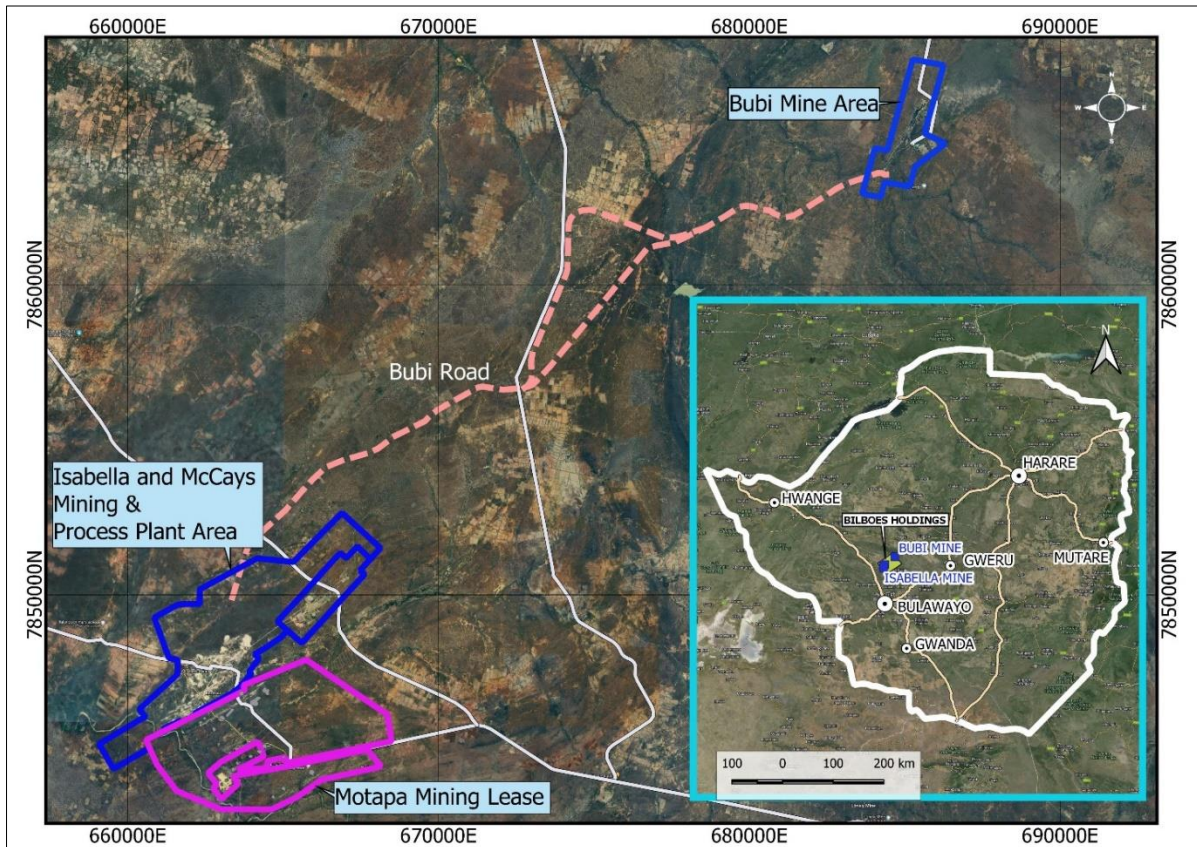 660000E
670000E
680000E
690000E
Bubi Mine Area
N
W
E
S
7860000N
7860000N
Bubi Road
Isabella and McCays
Mining &
Process Plant Area
7850000N
7850000N
Motapa Mining Lease
N
HARARE
HWANGE
BILBOES HOLDINGS
BUBI MINE
MUTARE
GWERU
ISABELLA MINE
BULAWAYO
GWANDA
100
0
100
200 km
660000E
670000E
680000E
690000E